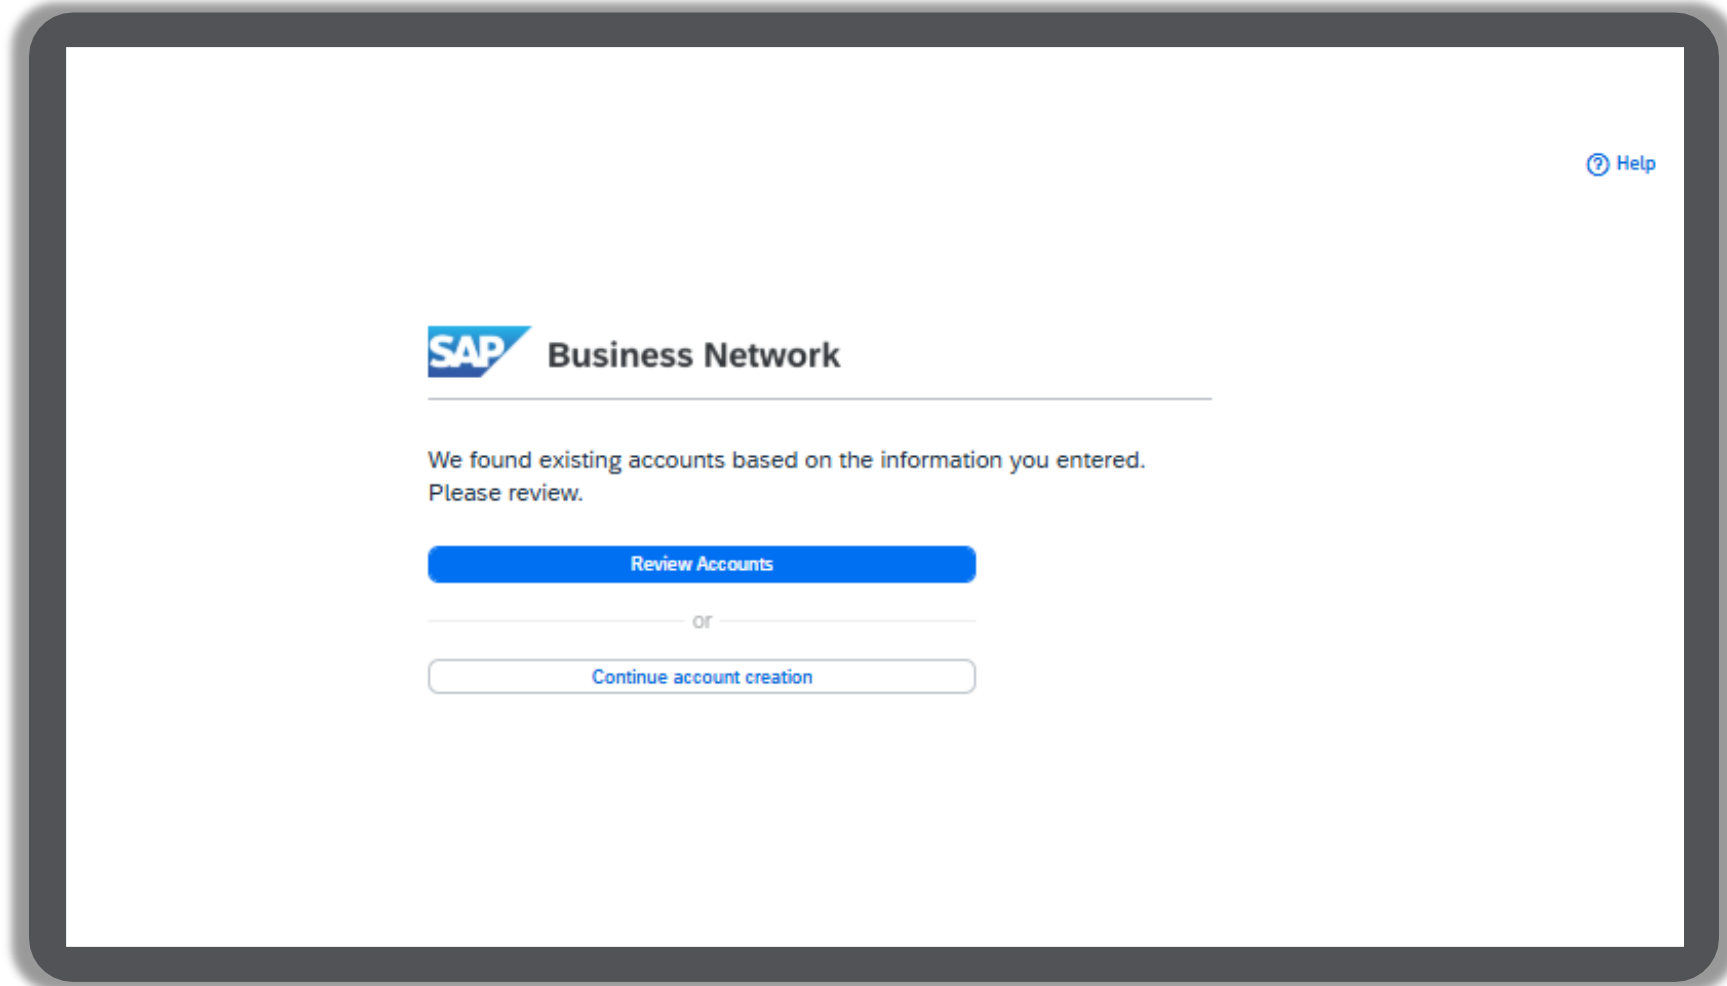 Help
SAP Business Network
We found existing accounts based on the information you entered.
Please review.
Review Accounts
or
Continue account creation